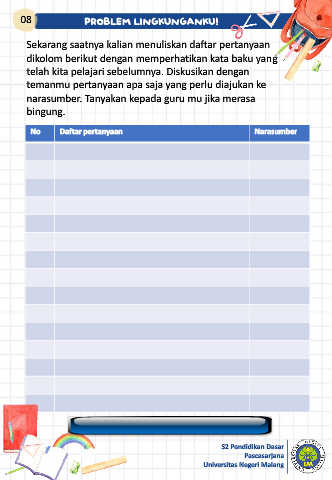 08
PROBLEM LINGKUNGANKU!
Sekarang saatnya kalian menuliskan daftar pertanyaan
dikolom berikut dengan memperhatikan kata baku yang
telah kita pelajari sebelumnya. Diskusikan dengan
temanmu pertanyaan apa saja yang perlu diajukan ke
narasumber. Tanyakan kepada guru mu jika merasa
bingung.
No Daftar pertanyaan Narasumber
S2 Pendidikan Dasar
Pascasarjana
Universitas Negeri Malang